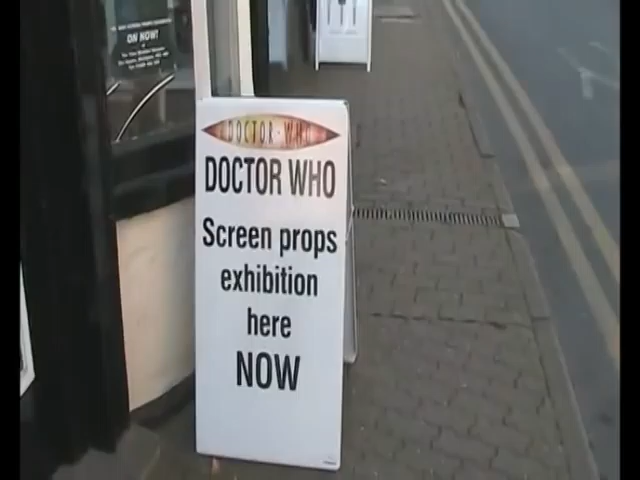 ON NOW!
DOCTOR WHO
DOCTOR WHO
Screen props
exhibition
here
NOW